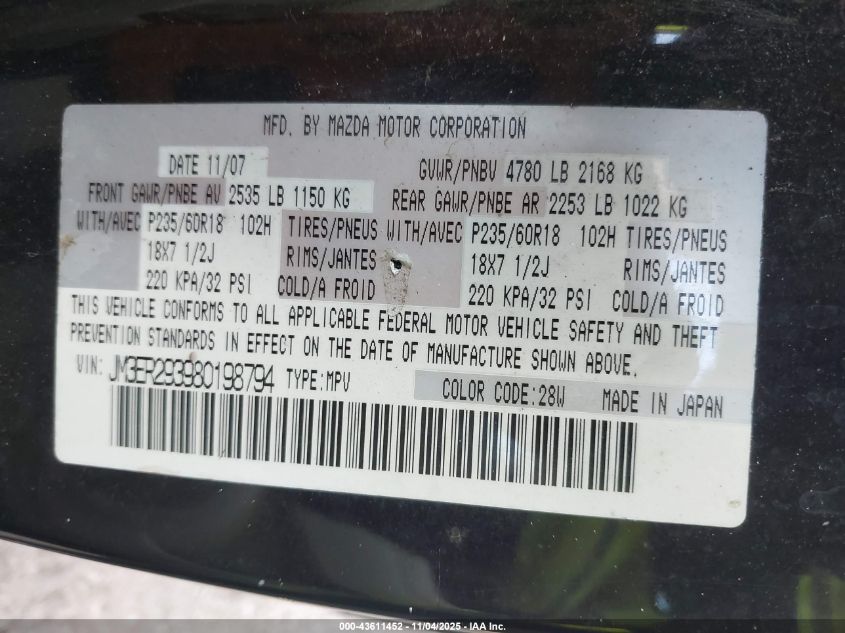 MFD. BY MAZDA MOTOR CORPORATION
DATE 11/07 GVWR/PNBV 4780 LB 2168 KG
FRONT GAWR/PNBE AV 2535 LB 1150 KG REAR GAWR/PNBE AR 2253 LB 1022 KG
WITH/AVEC P235/60R18 102H TIRES/PNEUS WITH/AVEC P235/60R18 102H TIRES/PNEUS
18X7 1/2J RIMS/JANTES 18X7 1/2J RIMS/JANTES
220 KPA/32 PSI COLD/A FROID 220 KPA/32 PSI COLD/A FROID
THIS VEHICLE CONFORMS TO ALL APPLICABLE FEDERAL MOTOR VEHICLE SAFETY AND THEFT
PREVENTION STANDARDS IN EFFECT ON THE DATE OF MANUFACTURE SHOWN ABOVE.
VIN: JM3ER293980198794 TYPE:MPV COLOR CODE:28W MADE IN JAPAN
000-43611452 - 11/04/2025 - IAA Inc.